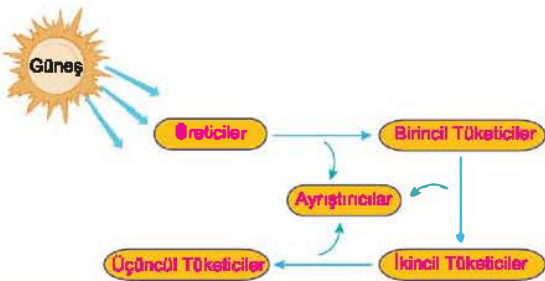 Güneş
Üreticiler
Birincil Tüketiciler
Ayrıştırıcılar
Üçüncül Tüketiciler
İkincil Tüketiciler